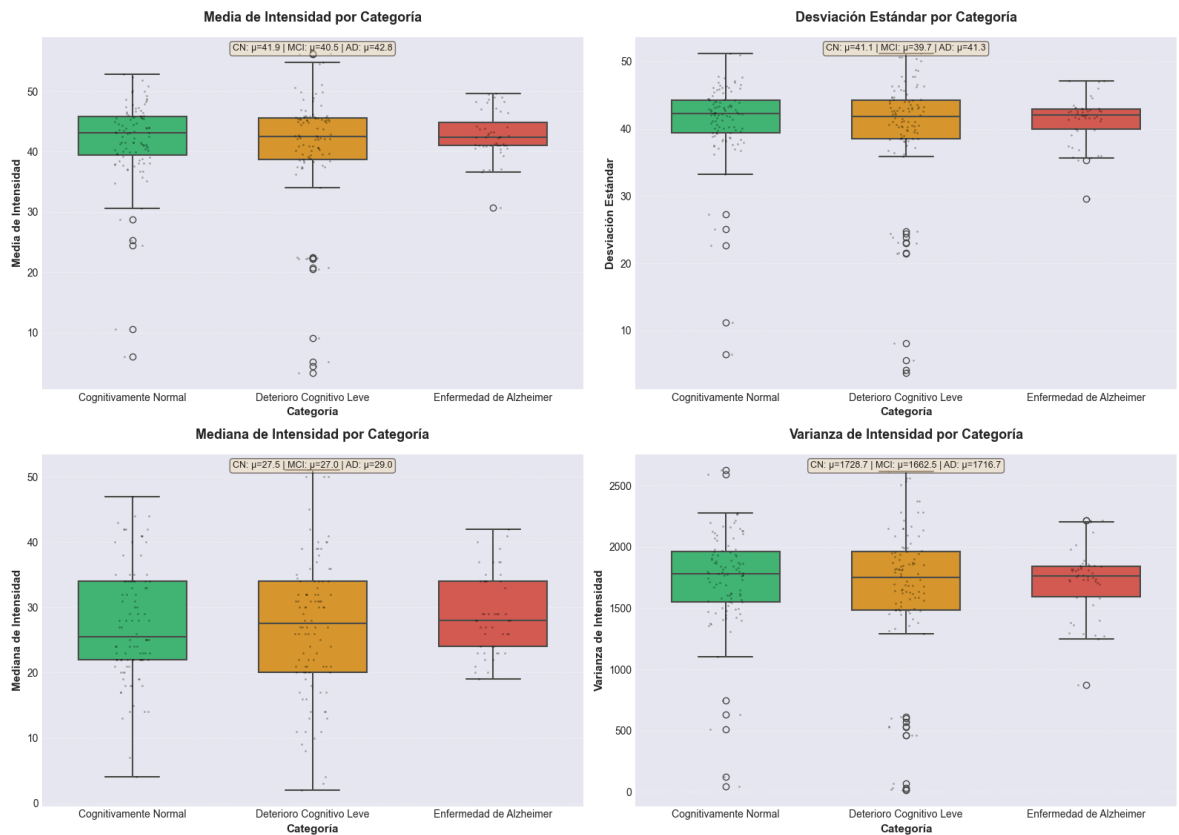 Media de Intensidad por Categoría
CN: μ=41.9 | MCI: μ=40.5 | AD: μ=42.8
Media de Intensidad
50
40
30
20
10
Cognitivamente Normal
Deterioro Cognitivo Leve
Enfermedad de Alzheimer
Categoría
Desviación Estándar por Categoría
CN: μ=41.1 | MCI: μ=39.7 | AD: μ=41.3
Desviación Estándar
50
40
30
20
10
Cognitivamente Normal
Deterioro Cognitivo Leve
Enfermedad de Alzheimer
Categoría
Mediana de Intensidad por Categoría
CN: μ=27.5 | MCI: μ=27.0 | AD: μ=29.0
Mediana de Intensidad
50
40
30
20
10
0
Cognitivamente Normal
Deterioro Cognitivo Leve
Enfermedad de Alzheimer
Categoría
Varianza de Intensidad por Categoría
CN: μ=1728.7 | MCI: μ=1662.5 | AD: μ=1716.7
Varianza de Intensidad
2500
2000
1500
1000
500
0
Cognitivamente Normal
Deterioro Cognitivo Leve
Enfermedad de Alzheimer
Categoría